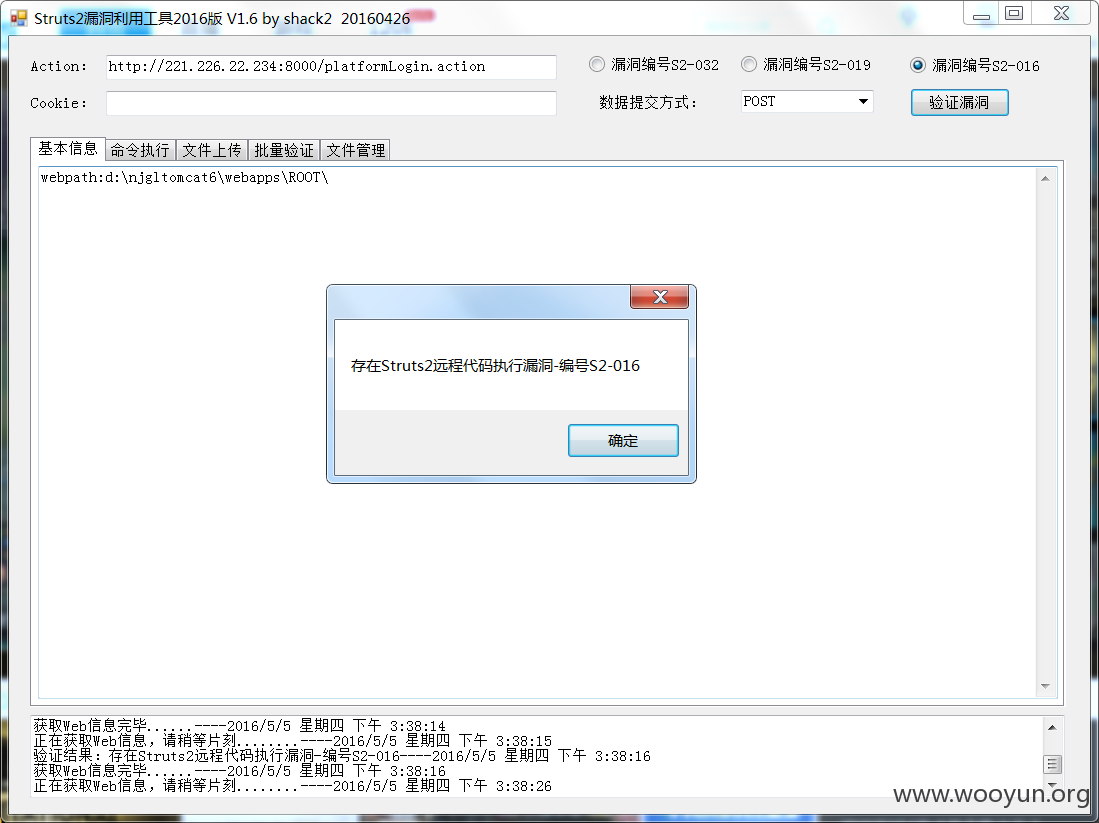 Struts2漏洞利用工具2016版 V1.6 by shack2  20160426
Action: http://221.226.22.234:8000/platformLogin.action 漏洞编号S2-032 漏洞编号S2-019 漏洞编号S2-016
Cookie: 数据提交方式: POST 验证漏洞
基本信息 命令执行 文件上传 批量验证 文件管理
webpath:d:\njgltomcat6\webapps\ROOT\
存在Struts2远程代码执行漏洞-编号S2-016
确定
获取Web信息完毕......----2016/5/5 星期四 下午 3:38:14
正在获取Web信息，请稍等片刻........----2016/5/5 星期四 下午 3:38:15
验证结果：存在Struts2远程代码执行漏洞-编号S2-016----2016/5/5 星期四 下午 3:38:16
获取Web信息完毕......----2016/5/5 星期四 下午 3:38:16
正在获取Web信息，请稍等片刻........----2016/5/5 星期四 下午 3:38:26
www.wooyun.org